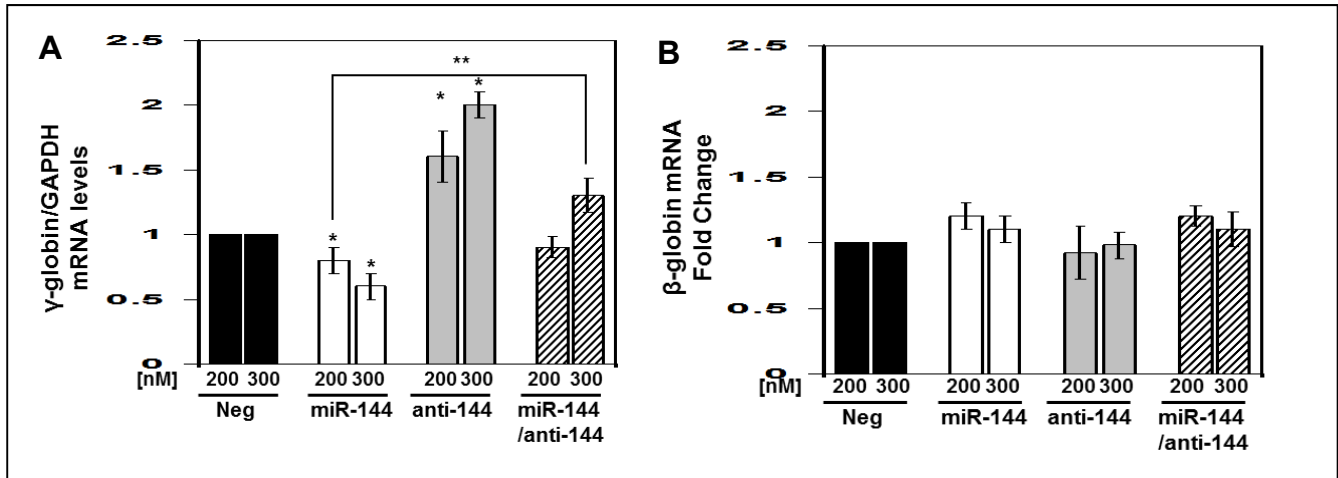 A
γ-globin/GAPDH
mRNA levels
2.5
2
1.5
1
0.5
0
**
*
*
*
*
[nM]
200 300
200 300
200 300
200 300
Neg
miR-144
anti-144
miR-144
/anti-144
B
β-globin mRNA
Fold Change
2.5
2
1.5
1
0.5
0
[nM]
200 300
200 300
200 300
200 300
Neg
miR-144
anti-144
miR-144
/anti-144